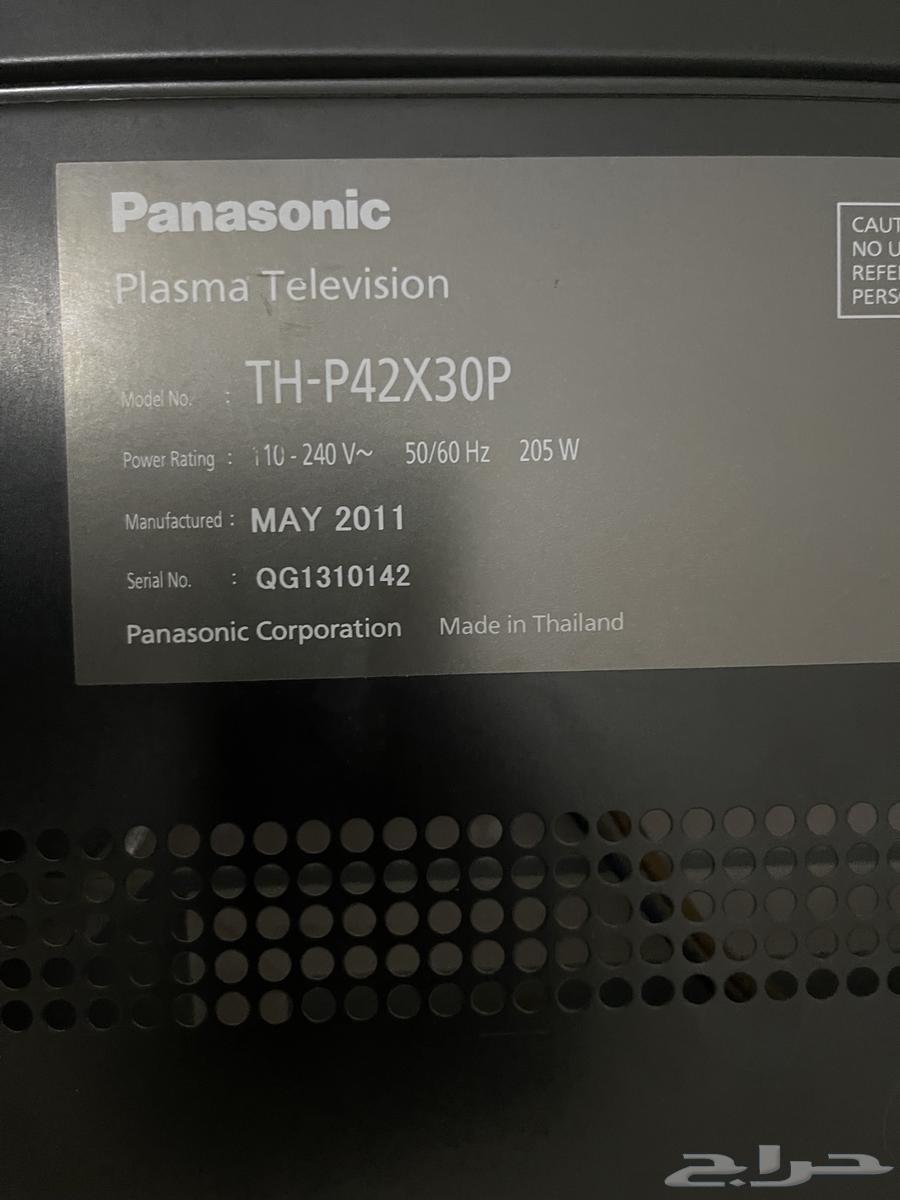 Panasonic
Plasma Television
Model No. : TH-P42X30P
Power Rating : 110 - 240 V~ 50/60 Hz 205 W
Manufactured : MAY 2011
Serial No. : QG1310142
Panasonic Corporation Made in Thailand
CAUT
NO U
REFE
PERS
حراج